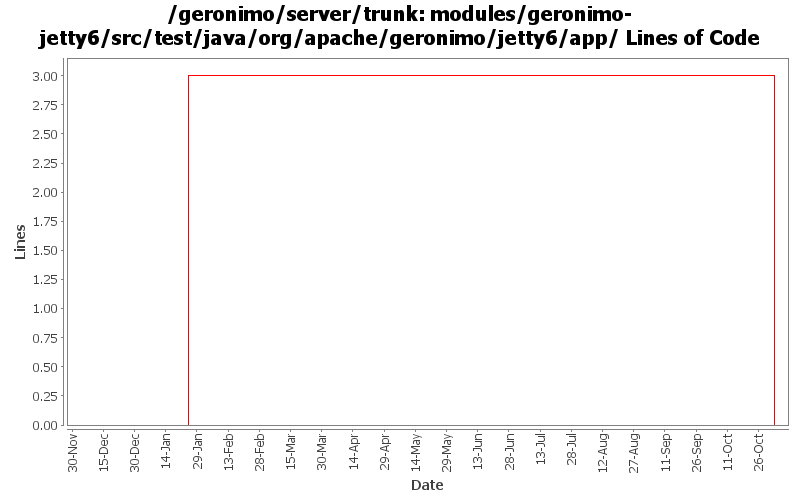 /geronimo/server/trunk: modules/geronimo-
jetty6/src/test/java/org/apache/geronimo/jetty6/app/ Lines of Code
3.00
2.75
2.50
2.25
2.00
1.75
1.50
1.25
1.00
0.75
0.50
0.25
0.00
Lines
30-Nov
15-Dec
30-Dec
14-Jan
29-Jan
13-Feb
28-Feb
15-Mar
30-Mar
14-Apr
29-Apr
14-May
29-May
13-Jun
28-Jun
13-Jul
28-Jul
12-Aug
27-Aug
11-Sep
26-Sep
11-Oct
26-Oct
Date